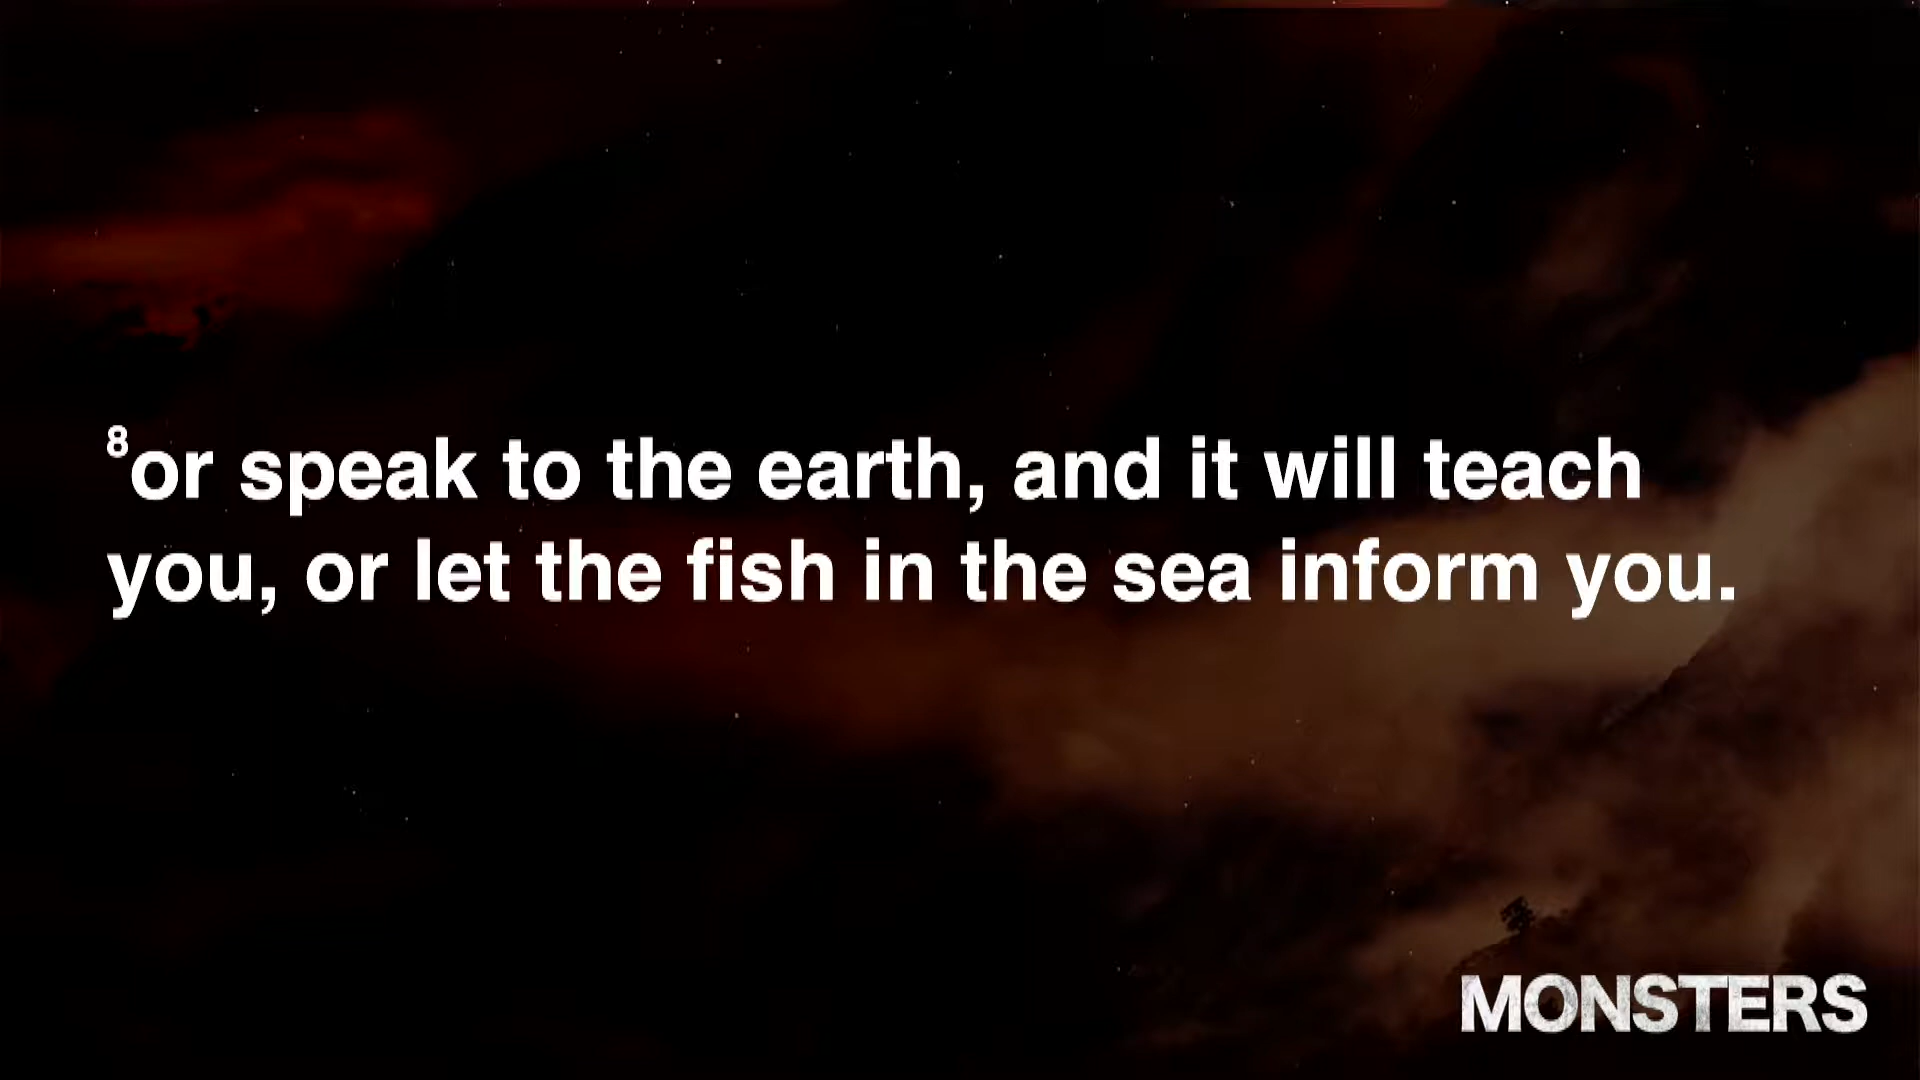 8or speak to the earth, and it will teach
you, or let the fish in the sea inform you.
MONSTERS